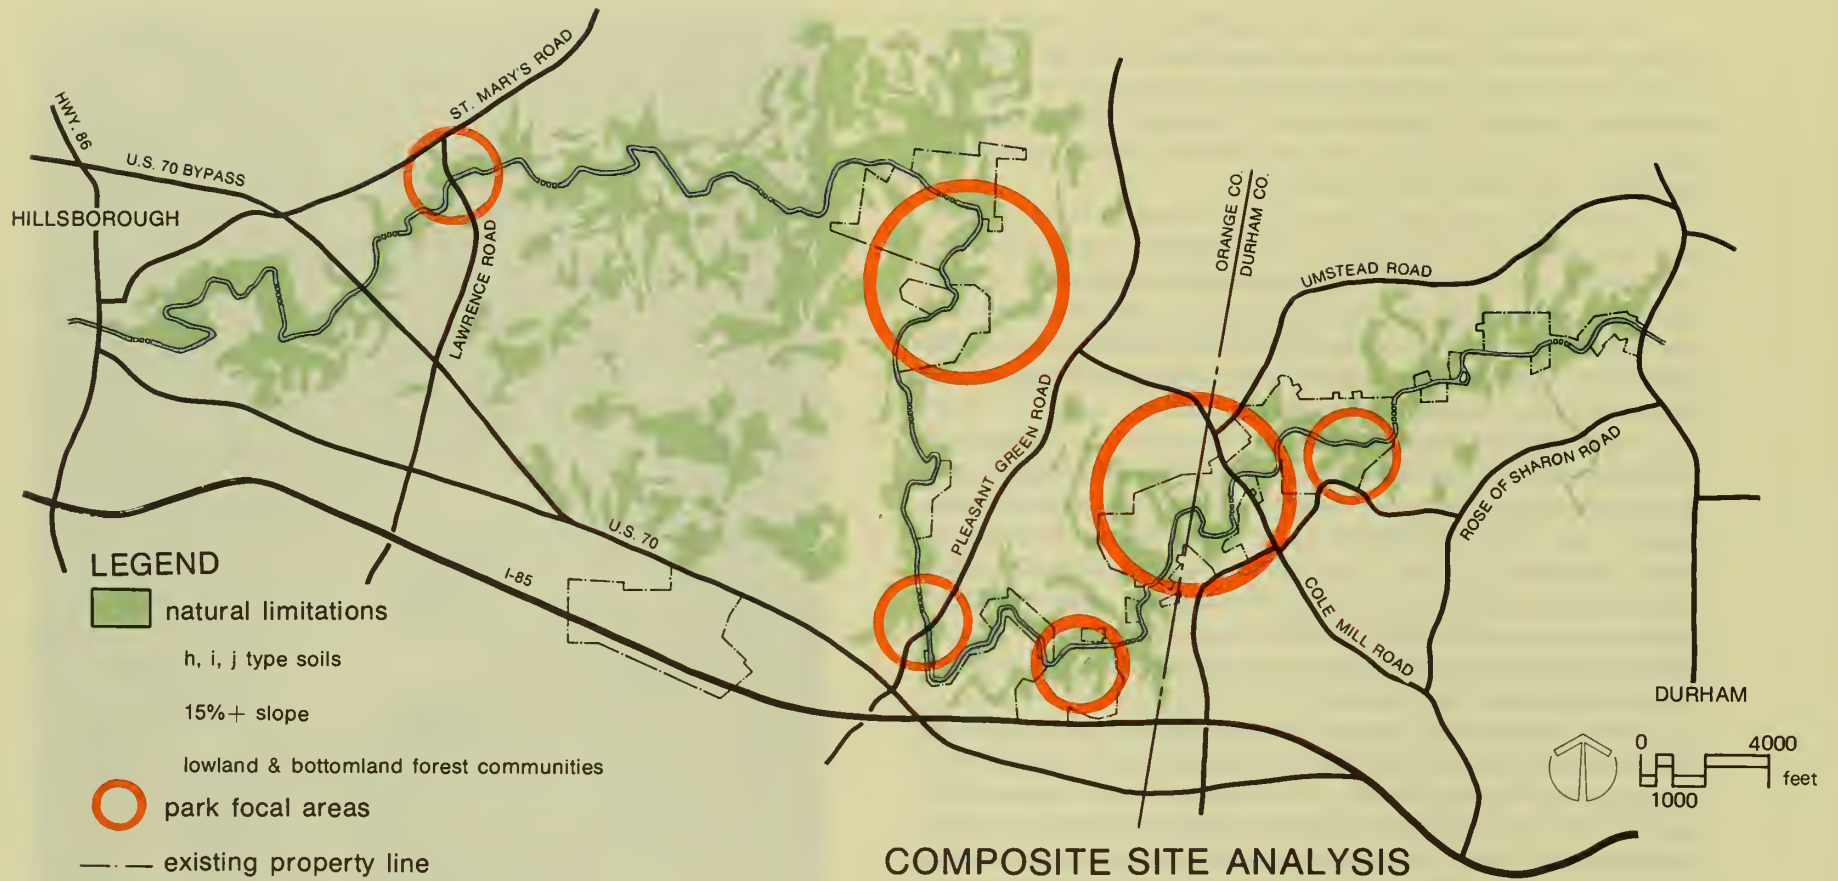 HWY. 86
U.S. 70 BYPASS
ST. MARY'S ROAD
HILLSBOROUGH
LAWRENCE ROAD
ORANGE CO.
DURHAM CO.
UMSTEAD ROAD
PLEASANT GREEN ROAD
ROSE OF SHARON ROAD
U.S. 70
I-85
COLE MILL ROAD
DURHAM
LEGEND
natural limitations
h, i, j type soils
15%+ slope
lowland & bottomland forest communities
park focal areas
existing property line
0 4000
feet
1000
COMPOSITE SITE ANALYSIS